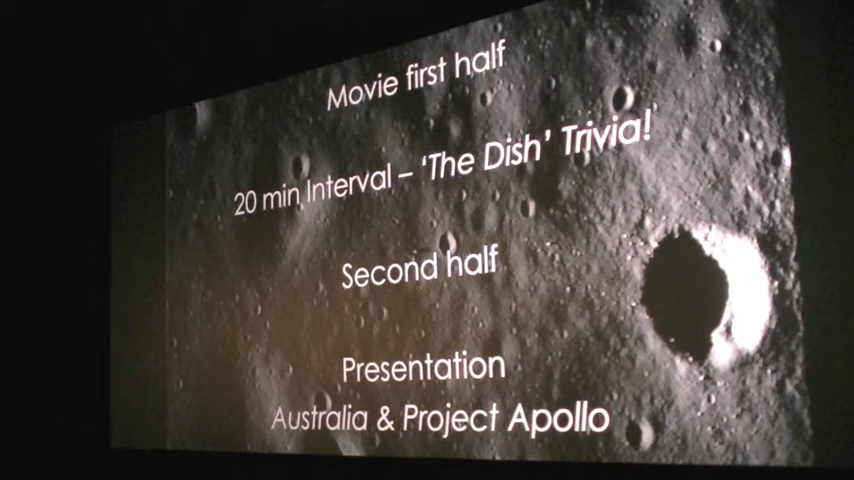 Movie first half
20 min Interval – ‘The Dish’ Trivia!
Second half
Presentation
Australia & Project Apollo